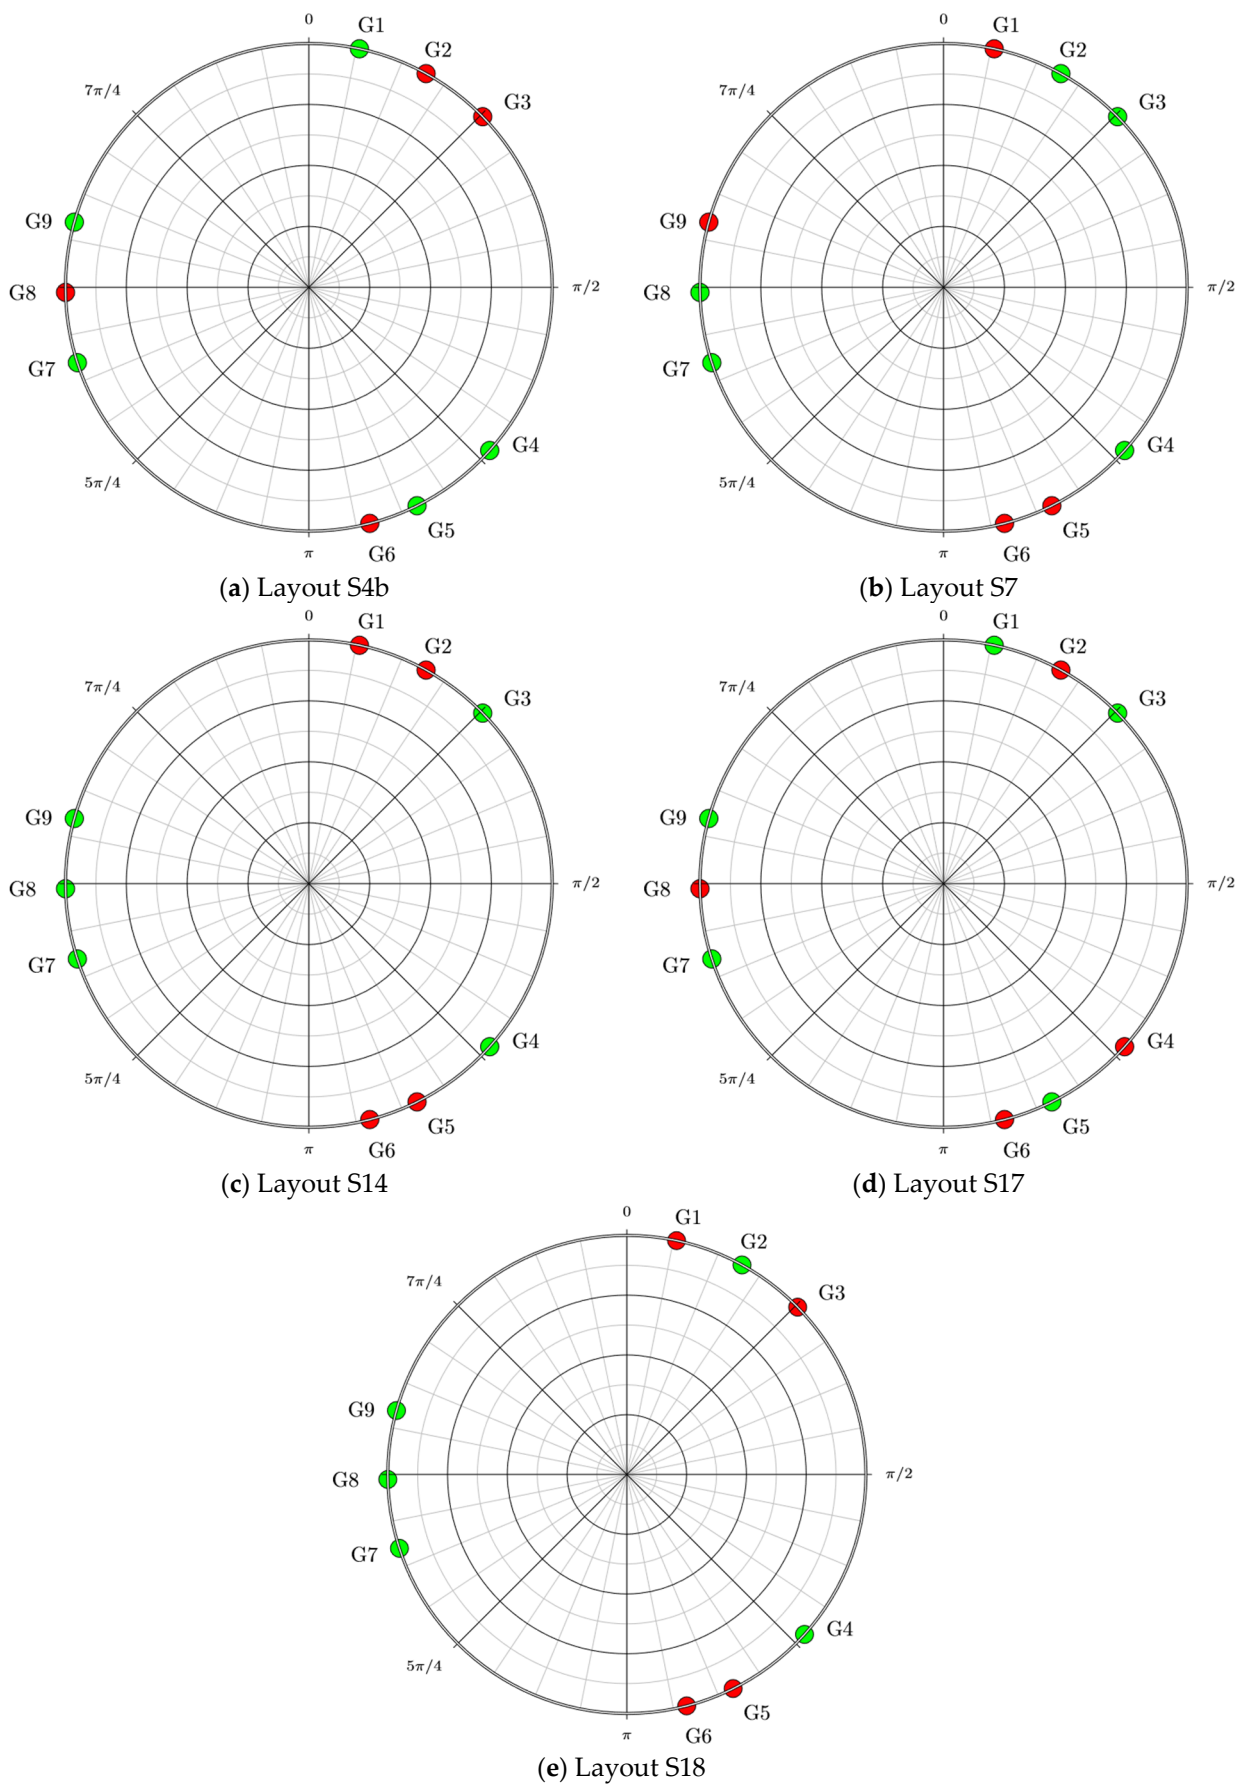 0 G1 0 G1
G2 G2
7π/4 7π/4
G3 G3
G9 G9
G8 π/2 G8 π/2
G7 G7
G4 G4
5π/4 5π/4
G5 G5
π G6 π G6
(a) Layout S4b (b) Layout S7
0 G1 0 G1
G2 G2
7π/4 7π/4
G3 G3
G9 G9
G8 π/2 G8 π/2
G7 G7
G4 G4
5π/4 5π/4
G5 G5
π G6 π G6
(c) Layout S14 (d) Layout S17
0 G1
G2
7π/4
G3
G9
G8 π/2
G7
G4
5π/4
G5
π G6
(e) Layout S18